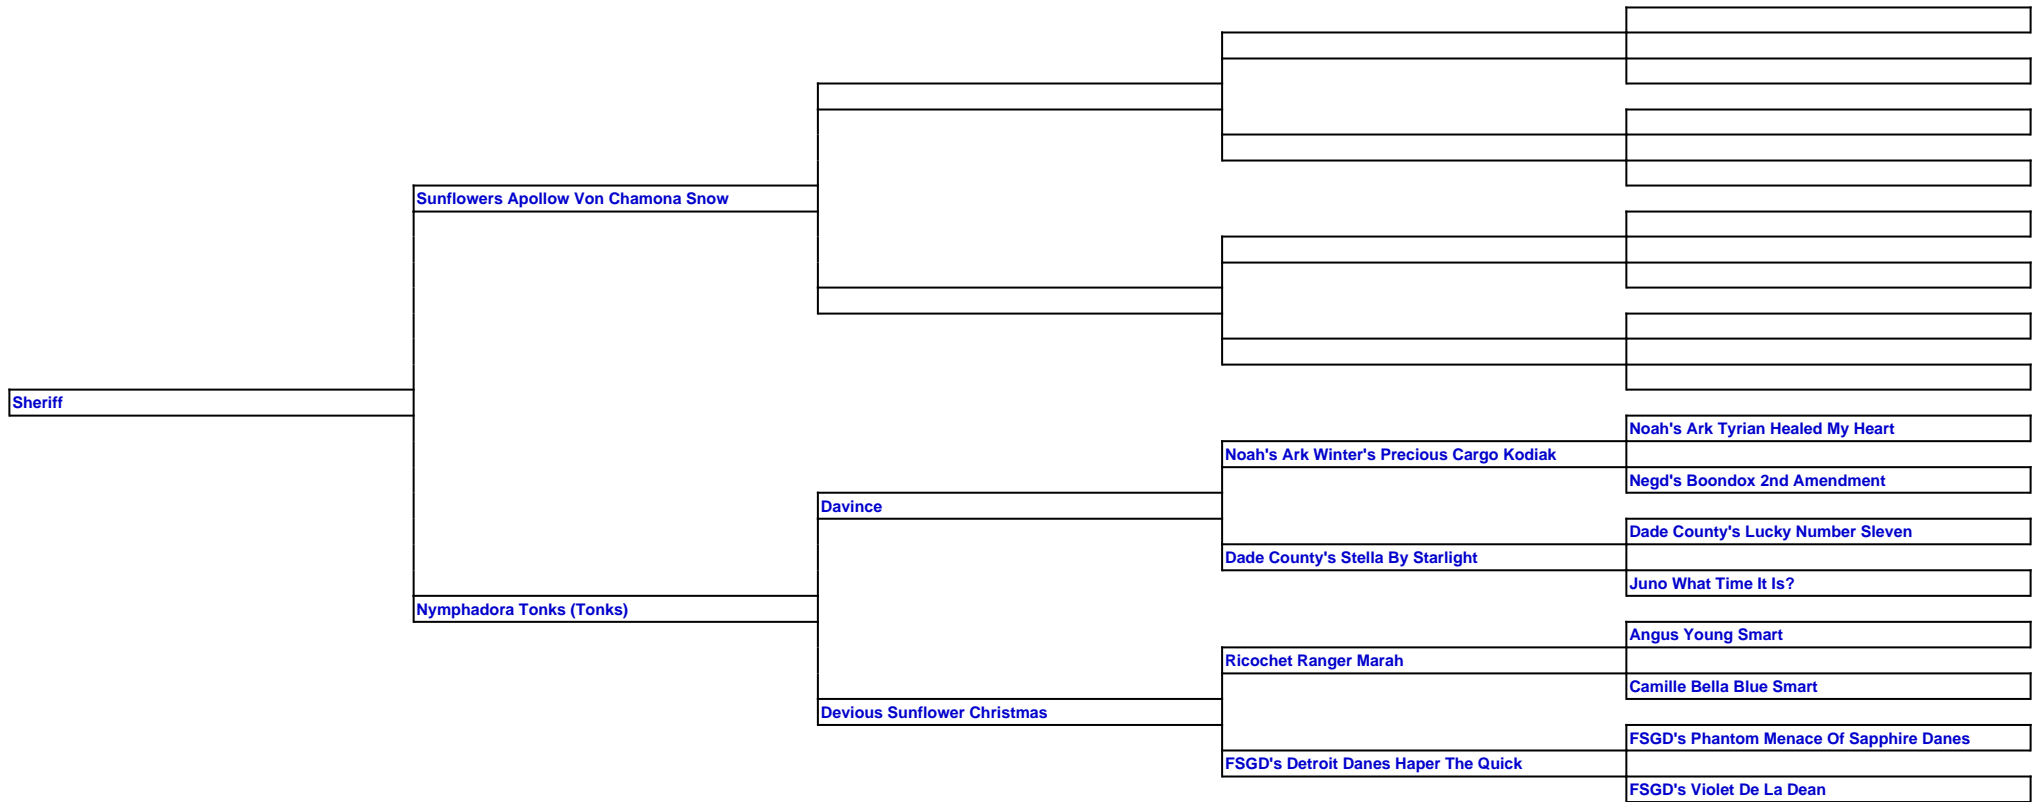 Sunflowers Apollow Von Chamona Snow
Sheriff
Noah's Ark Tyrian Healed My Heart
Noah's Ark Winter's Precious Cargo Kodiak
Negd's Boondox 2nd Amendment
Davince
Dade County's Lucky Number Sleven
Dade County's Stella By Starlight
Juno What Time It Is?
Nymphadora Tonks (Tonks)
Angus Young Smart
Ricochet Ranger Marah
Camille Bella Blue Smart
Devious Sunflower Christmas
FSGD's Phantom Menace Of Sapphire Danes
FSGD's Detroit Danes Haper The Quick
FSGD's Violet De La Dean